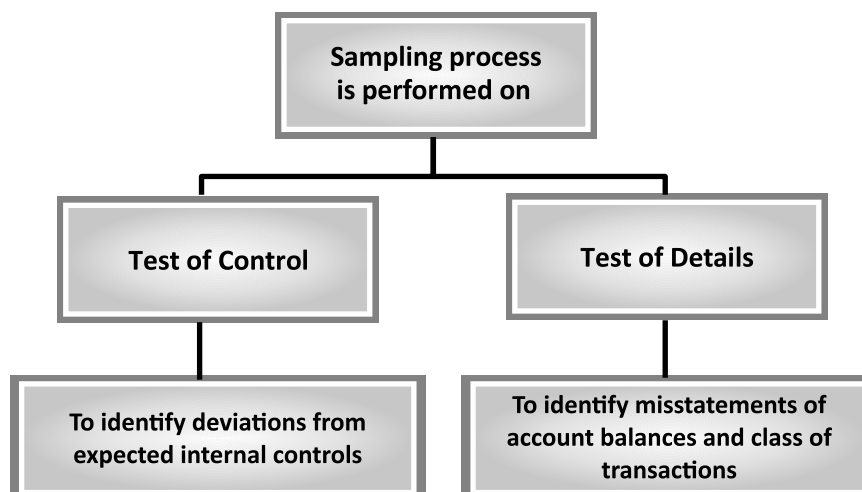 Sampling process
is performed on
Test of Control
Test of Details
To identify deviations from
expected internal controls
To identify misstatements of
account balances and class of
transactions